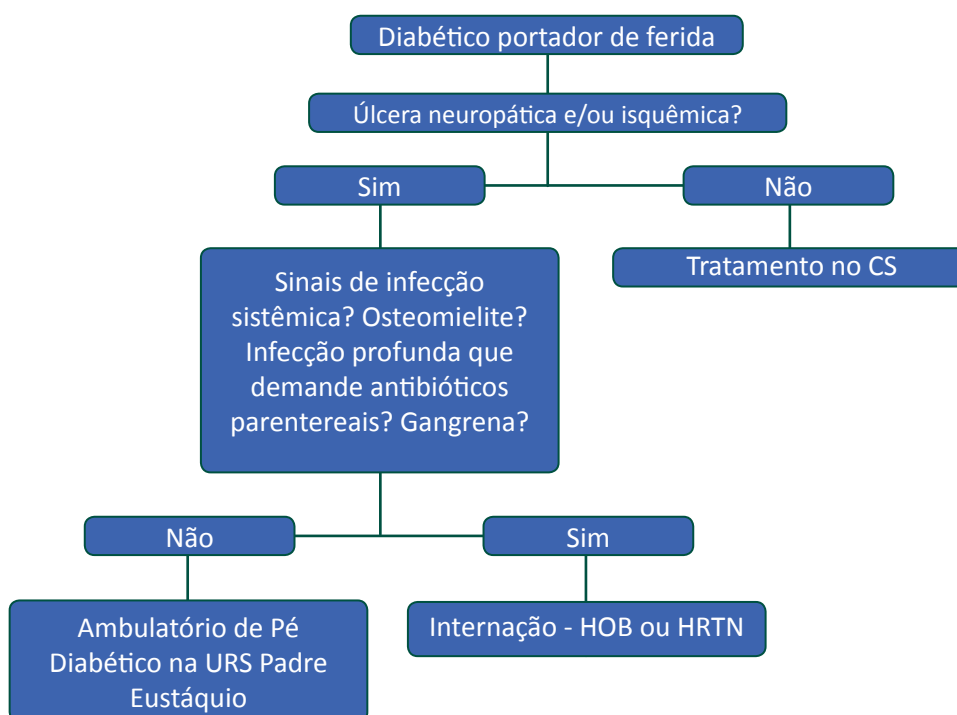 Diabético portador de ferida
Úlcera neuropática e/ou isquêmica?
Sim
Não
Sinais de infecção
sistêmica? Osteomielite?
Infecção profunda que
demande antibióticos
parentereais? Gangrena?
Tratamento no CS
Não
Sim
Ambulatório de Pé
Diabético na URS Padre
Eustáquio
Internação - HOB ou HRTN